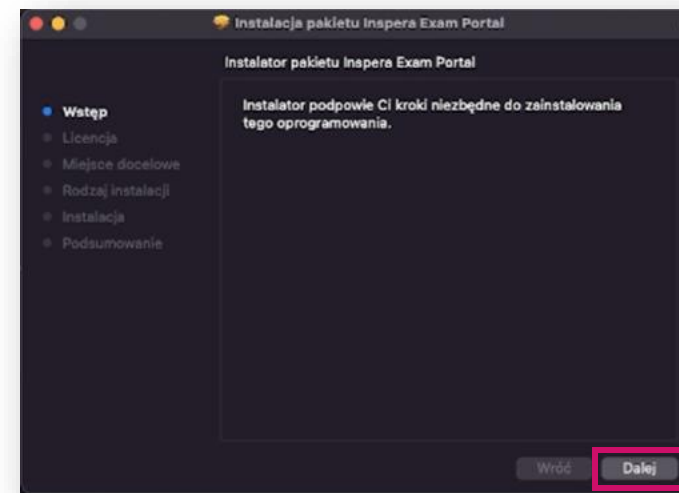 Instalacja pakietu Inspera Exam Portal
Instalator pakietu Inspera Exam Portal
Wstęp
Licencja
Miejsce docelowe
Rodzaj instalacji
Instalacja
Podsumowanie
Instalator podpowie Ci kroki niezbędne do zainstalowania
tego oprogramowania.
Wróć
Dalej